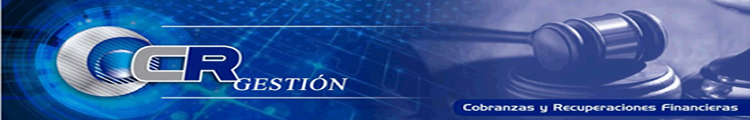 CR
GESTIÓN
Cobranzas y Recuperaciones Financieras